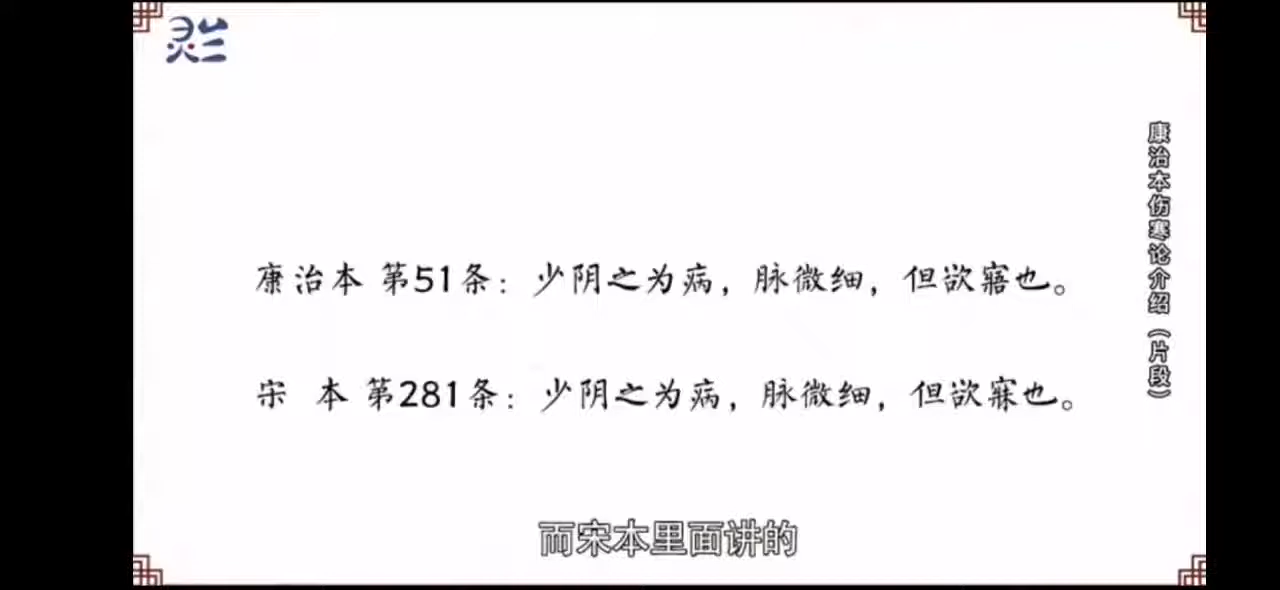 灵兰
康治本伤寒论介绍（片段）
康治本 第51条：少阴之为病，脉微细，但欲寤也。
宋 本 第281条：少阴之为病，脉微细，但欲寐也。
而宋本里面讲的